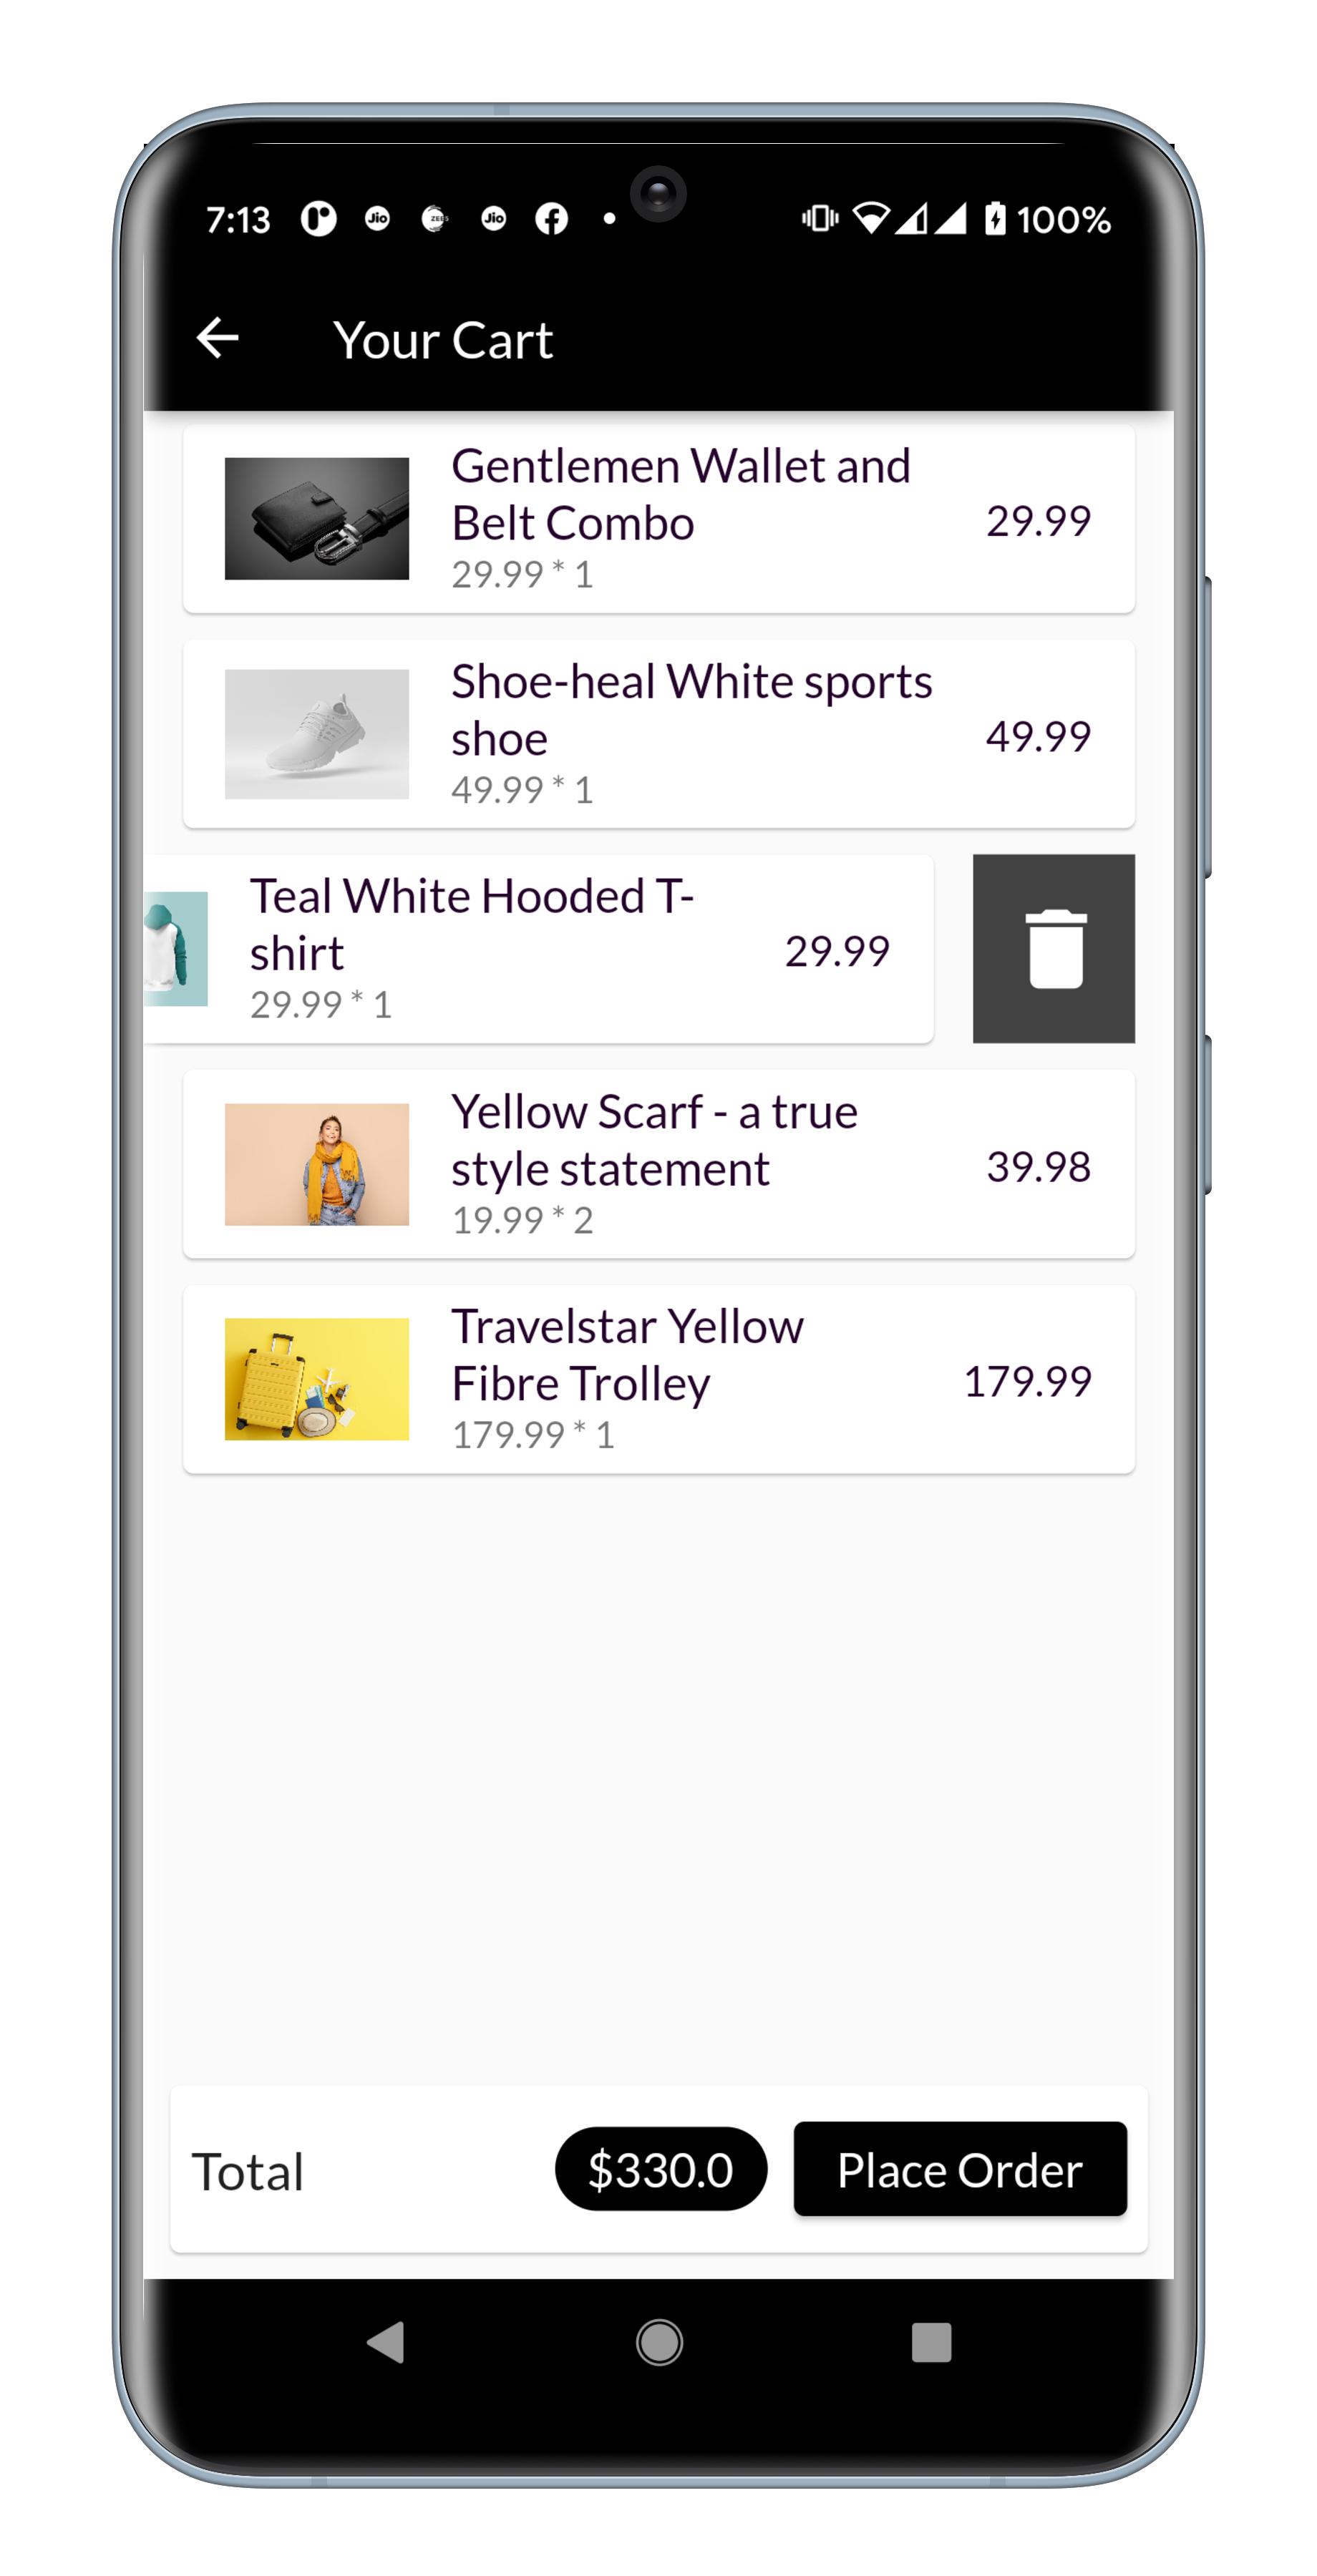 7:13 Jio ZEE5 Jio 100%
Your Cart
Gentlemen Wallet and
Belt Combo
29.99
29.99 * 1
Shoe-heal White sports
shoe
49.99
49.99 * 1
Teal White Hooded T-
shirt
29.99
29.99 * 1
Yellow Scarf - a true
style statement
39.98
19.99 * 2
Travelstar Yellow
Fibre Trolley
179.99
179.99 * 1
Total $330.0 Place Order